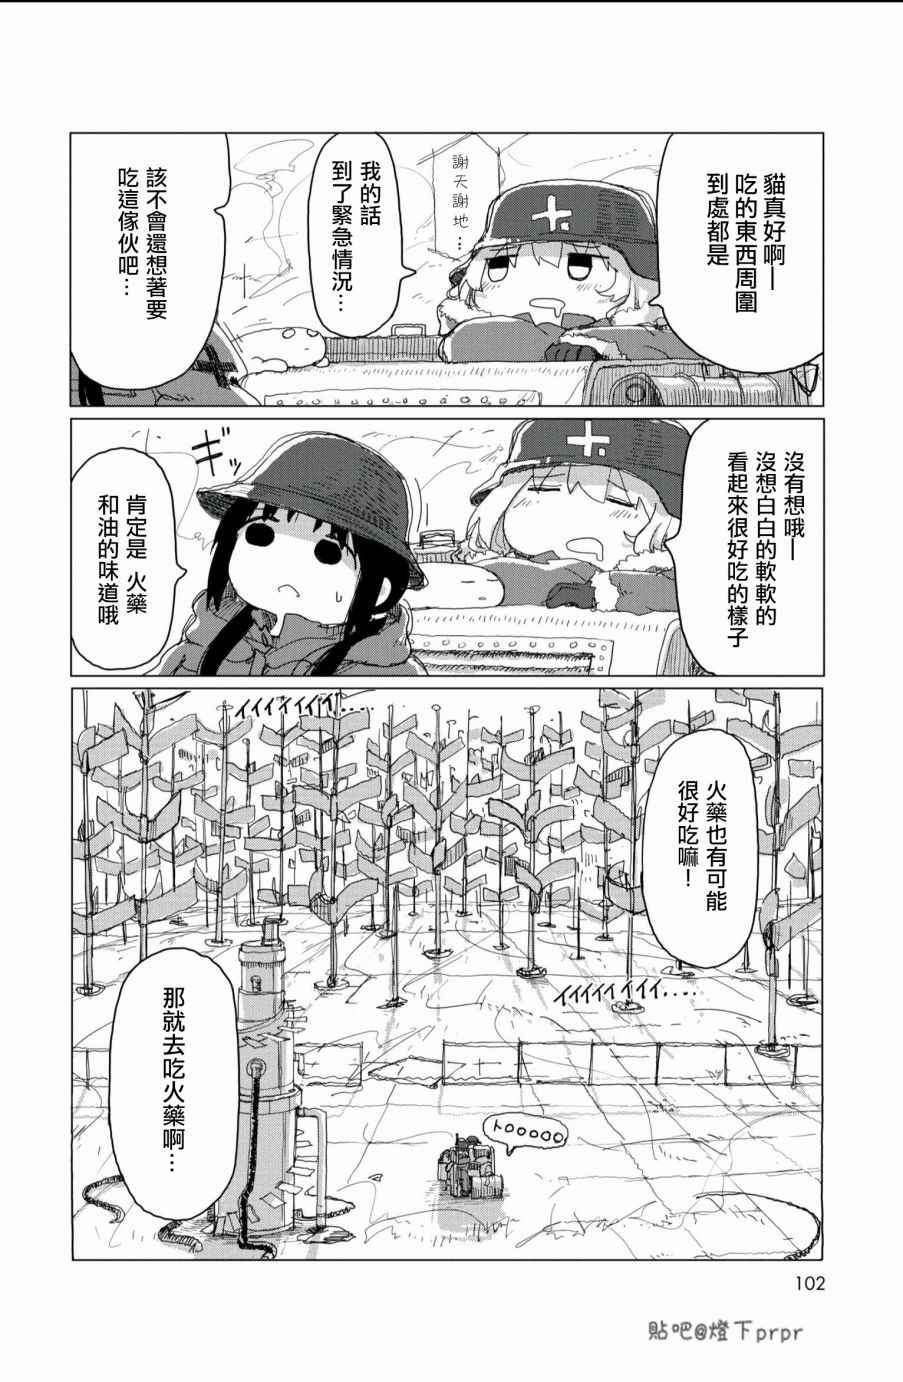 貓真好啊—
吃的東西周圍
到處都是
謝天謝地…
我的話
到了緊急情況…
該不會還想著要
吃這傢伙吧…
沒有想哦—
沒想白白的軟軟的
看起來很好吃的樣子
ギッ
肯定是 火藥
和油的味道哦
イイイイイイイ.....
火藥也有可能
很好吃嘛！
イイイイイイイイ.....
那就去吃火藥啊…
トoooooo
102
貼吧@燈下prpr